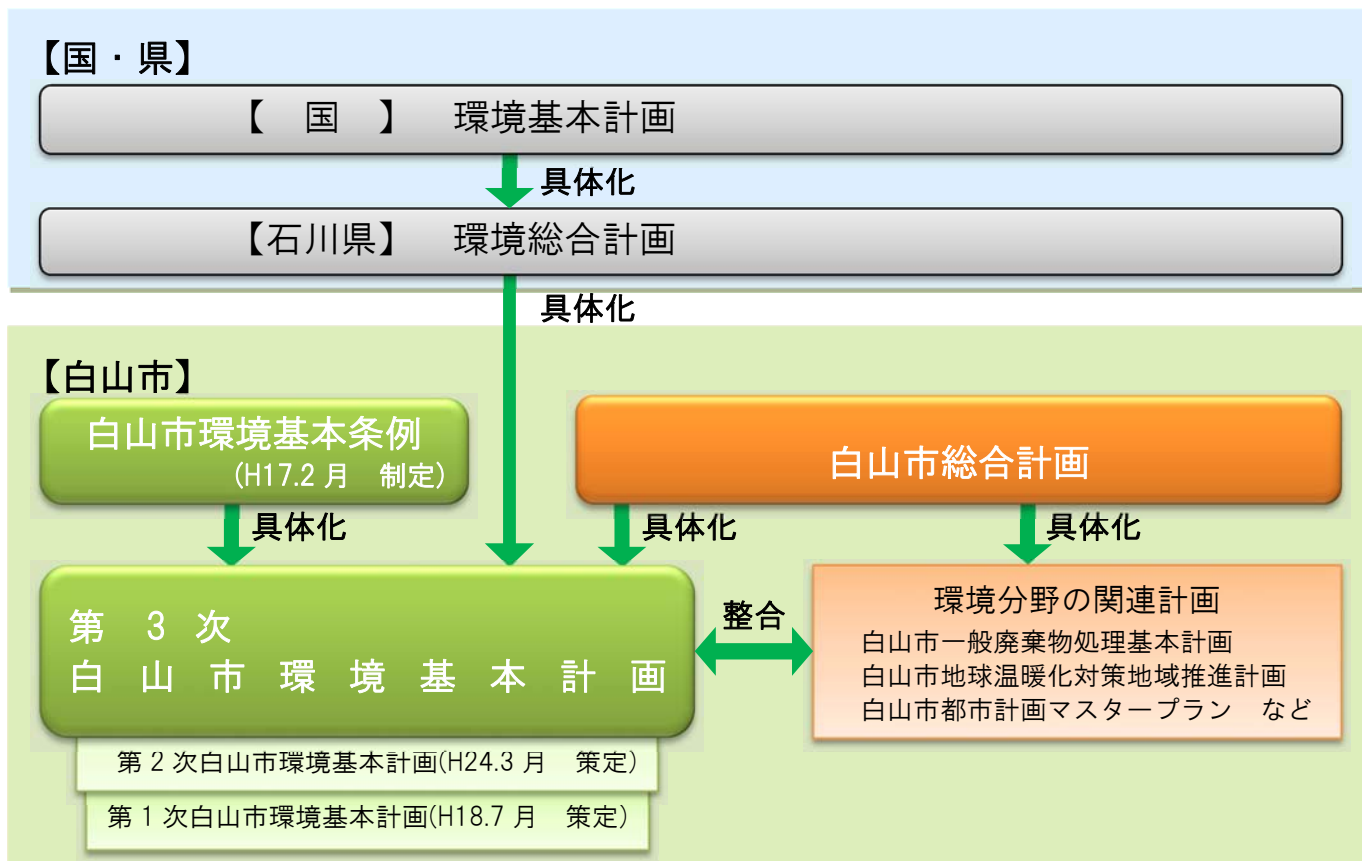 【国・県】
【　国　】　環境基本計画
具体化
【石川県】　環境総合計画
具体化
【白山市】
白山市環境基本条例
(H17.2月　制定)
白山市総合計画
具体化
具体化
具体化
第　3　次
白　山　市　環　境　基　本　計　画
整合
環境分野の関連計画
白山市一般廃棄物処理基本計画
白山市地球温暖化対策地域推進計画
白山市都市計画マスタープラン　など
第2次白山市環境基本計画(H24.3月　策定)
第1次白山市環境基本計画(H18.7月　策定)